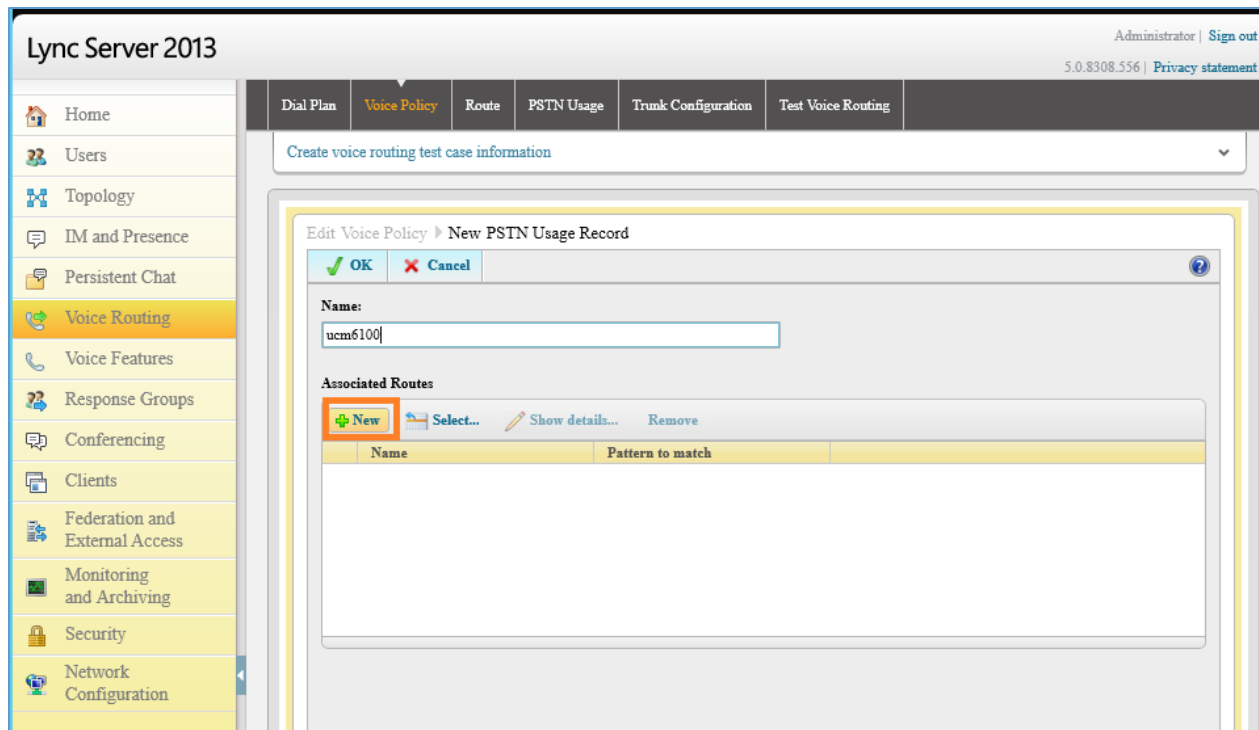 Lync Server 2013
Administrator | Sign out
5.0.8308.556 | Privacy statement
Home
Users
Topology
IM and Presence
Persistent Chat
Voice Routing
Voice Features
Response Groups
Conferencing
Clients
Federation and
External Access
Monitoring
and Archiving
Security
Network
Configuration
Dial Plan Voice Policy Route PSTN Usage Trunk Configuration Test Voice Routing
Create voice routing test case information
Edit Voice Policy New PSTN Usage Record
OK Cancel
Name:
ucm6100
Associated Routes
New Select... Show details... Remove
Name Pattern to match